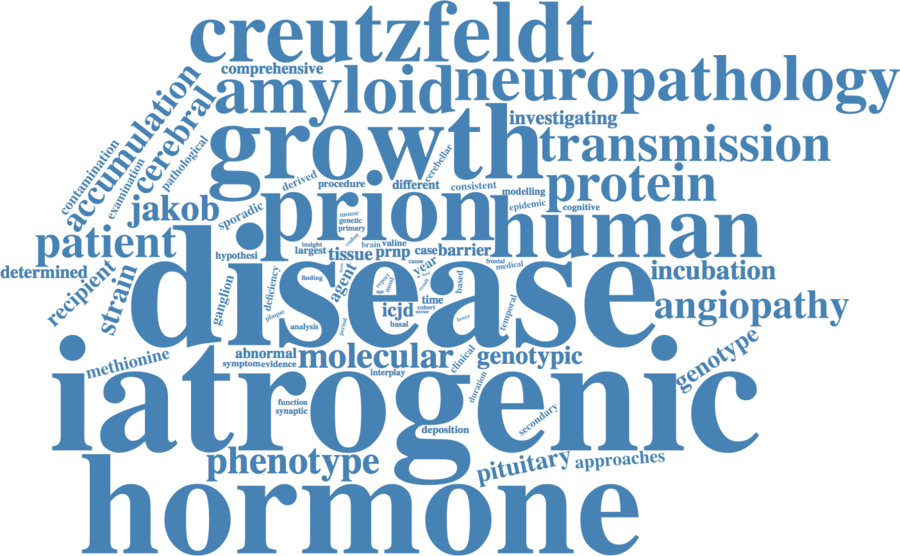 creutzfeldt
comprehensive
amyloid
neuropathology
accumulation
cerebral
growth
investigating
transmission
contamination
examination
pathological
derived
procedure
different
cerebellar
consistent
modelling
protein
jakob
sporadic
prion
mouse
genetic
primary
epidemic
cognitive
human
patient
hypothesi
insight
largest
codon
brain
valine
tissue
prnp
case
barrier
determined
recipient
strain
disease
ganglion
deficiency
plaque
finding
agent
cause
year
frontal
medical
based
incubation
angiopathy
analysis
period
icjd
basal
time
cohort
occur
lower
temporal
methionine
abnormal
symptom
evidence
molecular
interplay
clinical
genotypic
genotype
iatrogenic
function
synaptic
duration
deposition
secondary
phenotype
pituitary
approaches
hormone